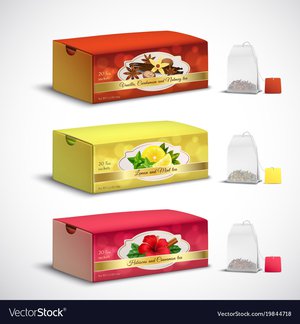 20 Tea
sachets
Vanilla, Cardamom and Nutmeg tea
20 Tea
sachets
Lemon and Mint tea
20 Tea
sachets
Hibiscus and Cinnamon tea
VectorStock®
VectorStock.com/19844718